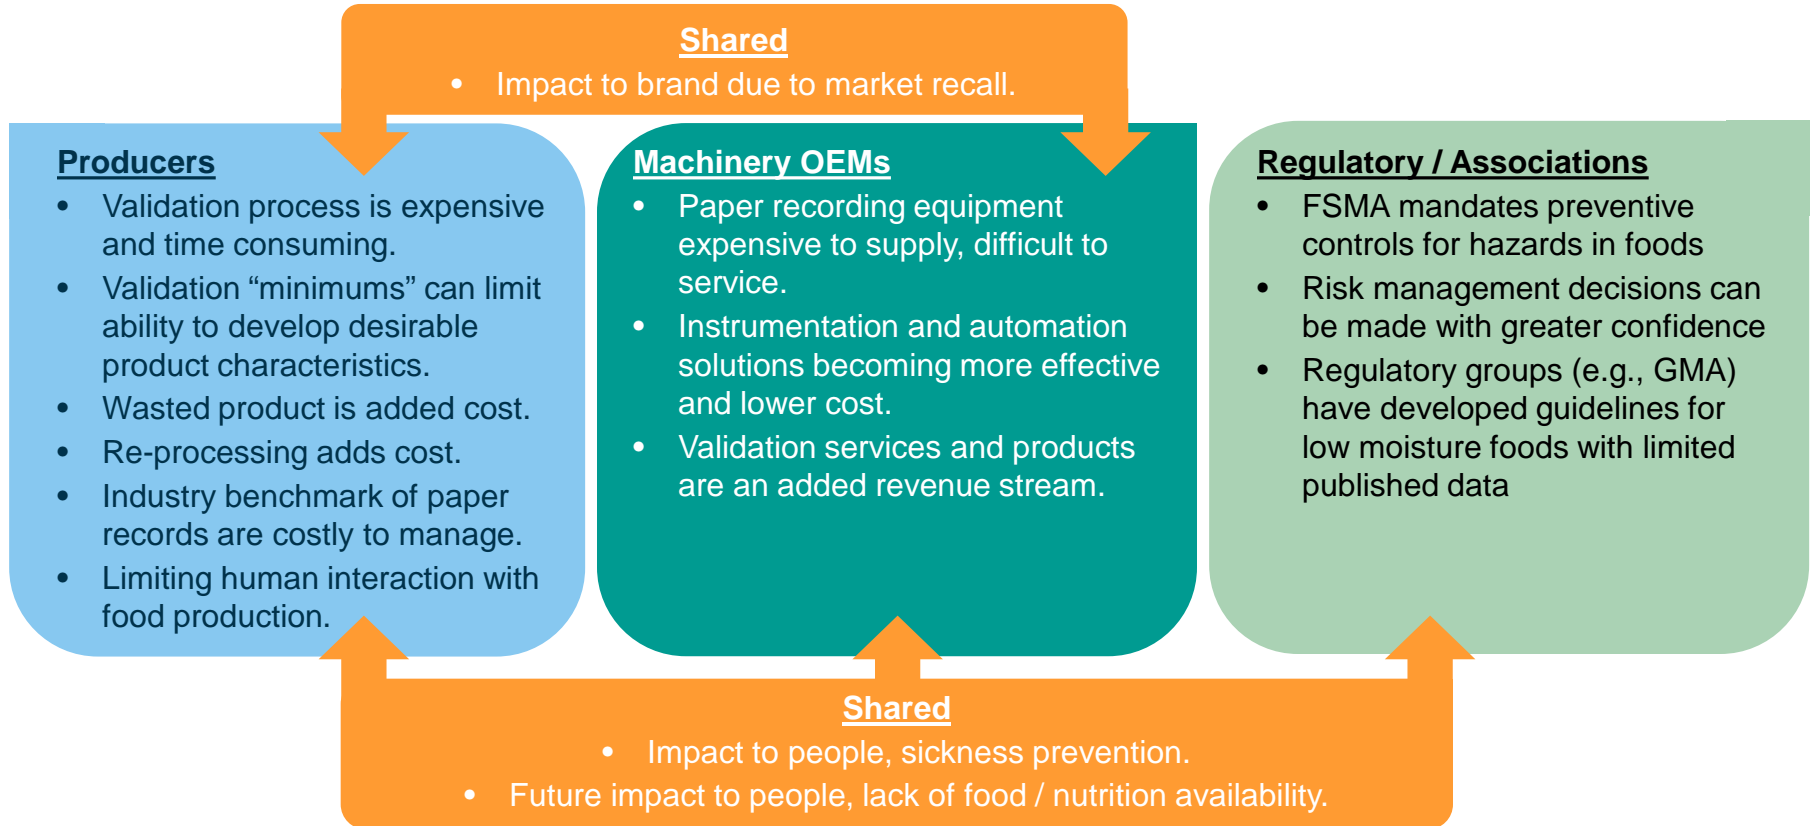 Shared
• Impact to brand due to market recall.
Producers
• Validation process is expensive
and time consuming.
• Validation “minimums” can limit
ability to develop desirable
product characteristics.
• Wasted product is added cost.
• Re-processing adds cost.
• Industry benchmark of paper
records are costly to manage.
• Limiting human interaction with
food production.
Machinery OEMs
• Paper recording equipment
expensive to supply, difficult to
service.
• Instrumentation and automation
solutions becoming more effective
and lower cost.
• Validation services and products
are an added revenue stream.
Regulatory / Associations
• FSMA mandates preventive
controls for hazards in foods
• Risk management decisions can
be made with greater confidence
• Regulatory groups (e.g., GMA)
have developed guidelines for
low moisture foods with limited
published data
Shared
• Impact to people, sickness prevention.
• Future impact to people, lack of food / nutrition availability.